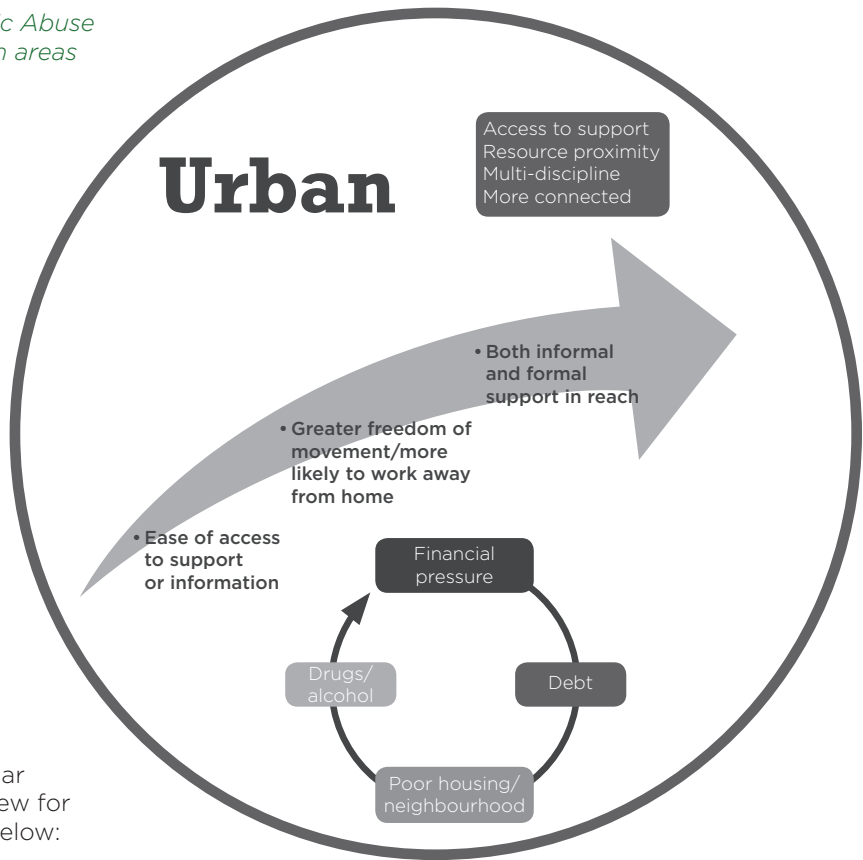 ic Abuse
areas
Urban
Access to support
Resource proximity
Multi-discipline
More connected
• Both informal
and formal
support in reach
• Greater freedom of
movement/more
likely to work away
from home
• Ease of access
to support
or information
Financial
pressure
Drugs/
alcohol
Debt
Poor housing/
neighbourhood
ar
ew for
elow: